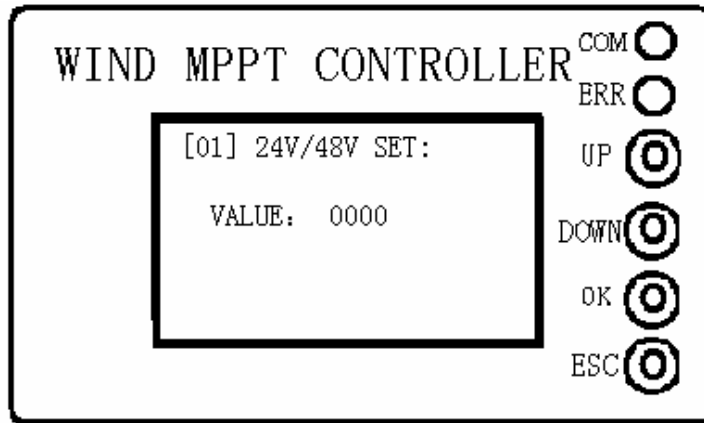 WIND MPPT CONTROLLER
COM
ERR
[01] 24V/48V SET:
UP
VALUE: 0000
DOWN
OK
ESC